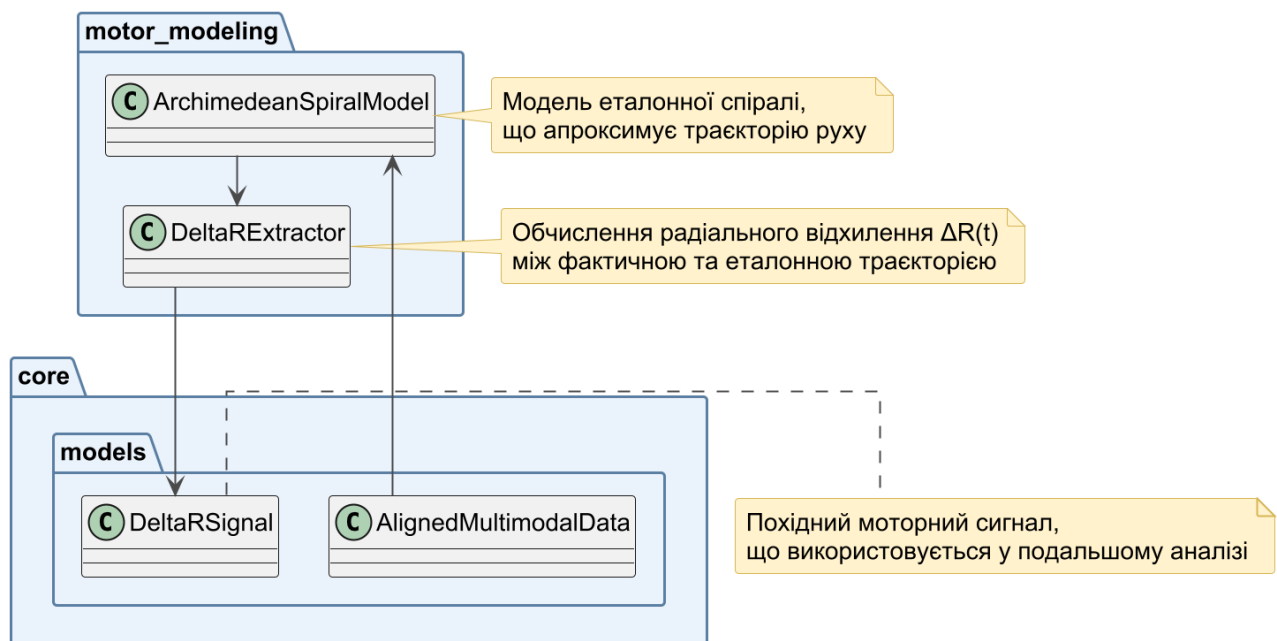 motor_modeling
C ArchimedeanSpiralModel
Модель еталонної спіралі,
що апроксимує траєкторію руху
C DeltaRExtractor
Обчислення радіального відхилення ΔR(t)
між фактичною та еталонною траєкторією
core
models
C DeltaRSignal
C AlignedMultimodalData
Похідний моторний сигнал,
що використовується у подальшому аналізі